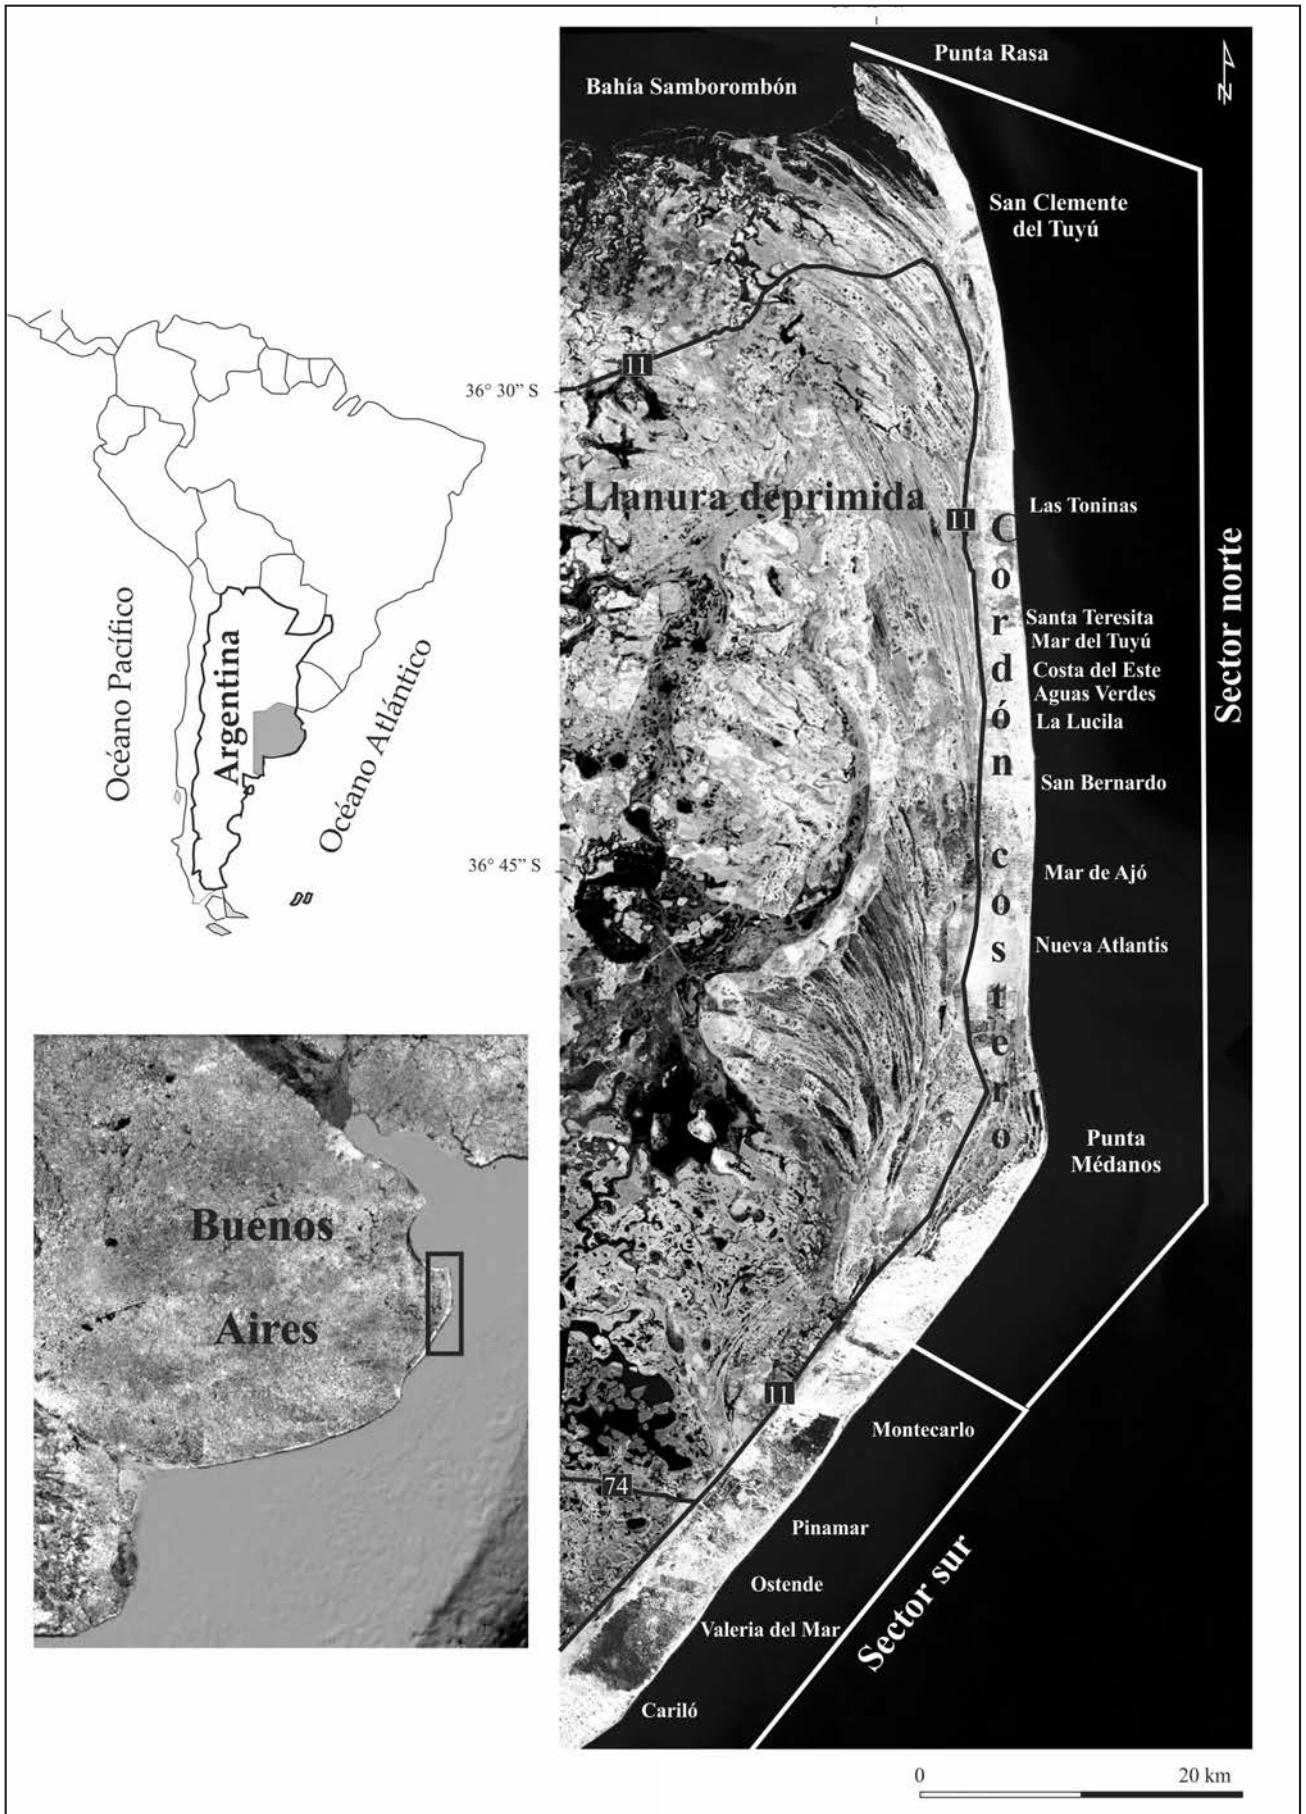 Punta Rasa
Bahía Samborombón
N
San Clemente
del Tuyú
11
36° 30” S
Llanura deprimida
11
Las Toninas
Cordón costero
Sector norte
Santa Teresita
Mar del Tuyú
Costa del Este
Aguas Verdes
La Lucila
San Bernardo
36° 45” S
Mar de Ajó
Nueva Atlantis
Punta
Médanos
11
Montecarlo
74
Pinamar
Ostende
Valeria del Mar
Sector sur
Cariló
0 20 km
Océano Pacífico
Argentina
Océano Atlántico
Buenos
Aires